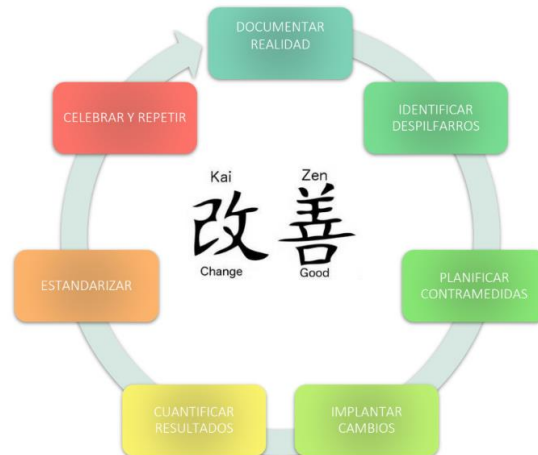 DOCUMENTAR
REALIDAD
IDENTIFICAR
DESPILFARROS
PLANIFICAR
CONTRAMEDIDAS
IMPLANTAR
CAMBIOS
CUANTIFICAR
RESULTADOS
ESTANDARIZAR
CELEBRAR Y REPETIR
Kai Zen
改善
Change Good